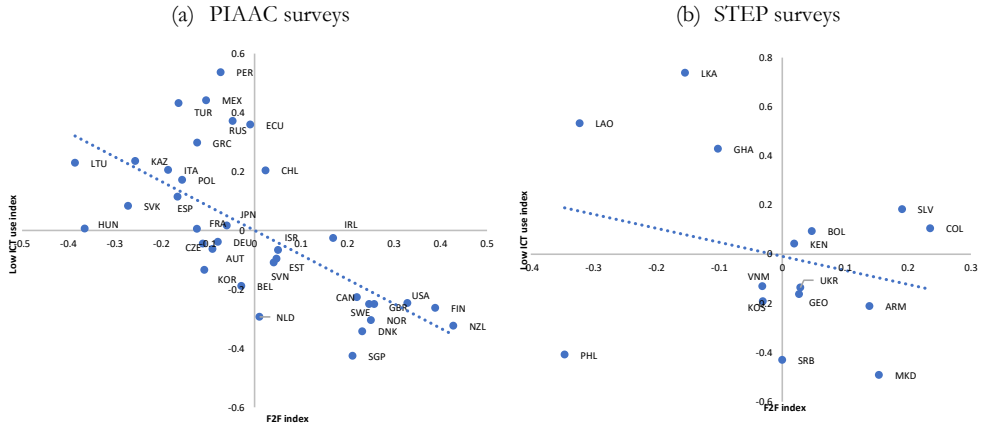 (a) PIAAC surveys
(b) STEP surveys
0.6
PER
MEX
TUR
0.4
RUS
ECU
GRC
LTU
KAZ
ITA
CHL
0.2
POL
ESP
SVK
JPN
HUN
FRA
IRL
0
-0.5
-0.4
-0.3
-0.2
-0.1
0
0.1
0.2
0.3
0.4
0.5
CZE
DEU
ISR
AUT
EST
KOR
SVN
BEL
-0.2
CAN
USA
SWE
GBR
FIN
NLD
NOR
NZL
DNK
-0.4
SGP
-0.6
Low ICT use index
F2F index
0.8
LKA
0.6
LAO
GHA
0.4
0.2
SLV
BOL
COL
KEN
0
-0.4
-0.3
-0.2
-0.1
0
0.1
0.2
0.3
VNM
UKR
KOS
GEO
ARM
-0.2
PHL
SRB
-0.4
MKD
-0.6
Low ICT use index
F2F index